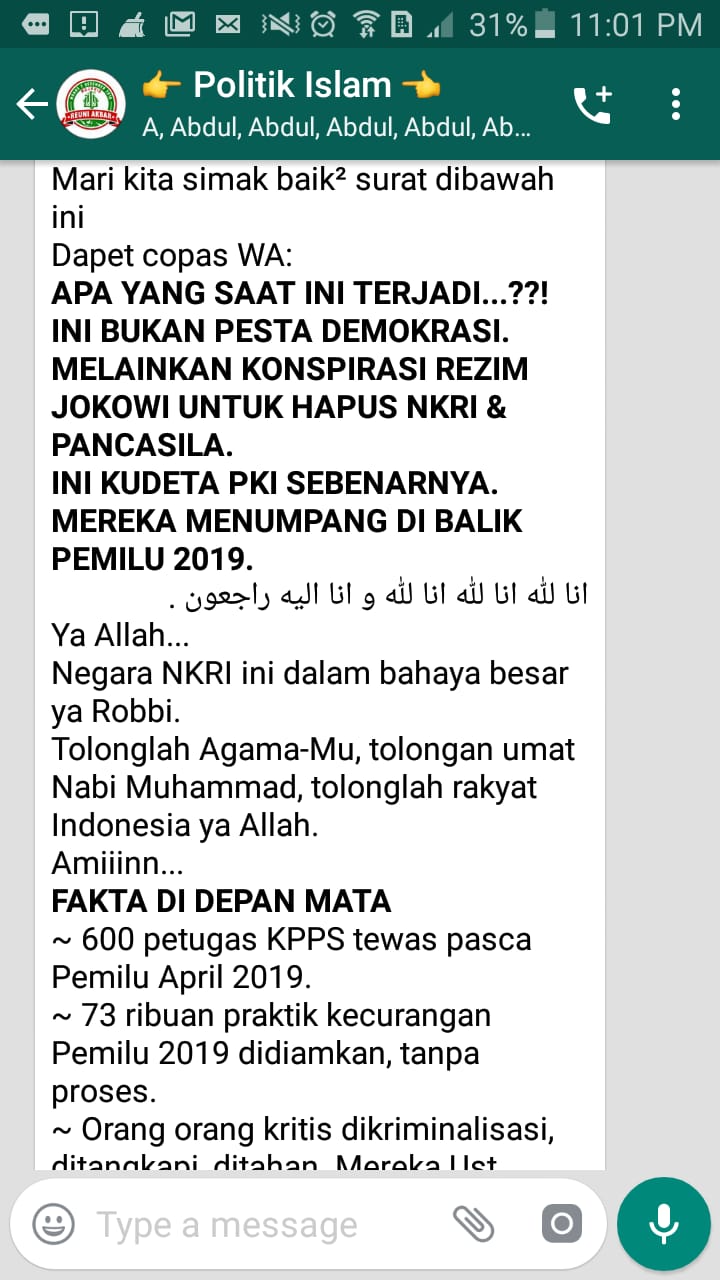 31% 11:01 PM
👉 Politik Islam 👈
A, Abdul, Abdul, Abdul, Abdul, Ab...
REUNI AKBAR
Mari kita simak baik² surat dibawah
ini
Dapet copas WA:
APA YANG SAAT INI TERJADI...??!
INI BUKAN PESTA DEMOKRASI.
MELAINKAN KONSPIRASI REZIM
JOKOWI UNTUK HAPUS NKRI &
PANCASILA.
INI KUDETA PKI SEBENARNYA.
MEREKA MENUMPANG DI BALIK
PEMILU 2019.
انا لله انا لله انا لله و انا اليه راجعون .
Ya Allah...
Negara NKRI ini dalam bahaya besar
ya Robbi.
Tolonglah Agama-Mu, tolongan umat
Nabi Muhammad, tolonglah rakyat
Indonesia ya Allah.
Amiiinn...
FAKTA DI DEPAN MATA
~ 600 petugas KPPS tewas pasca
Pemilu April 2019.
~ 73 ribuan praktik kecurangan
Pemilu 2019 didiamkan, tanpa
proses.
~ Orang orang kritis dikriminalisasi,
ditangkapi, ditahan. Mereka Ust
Type a message